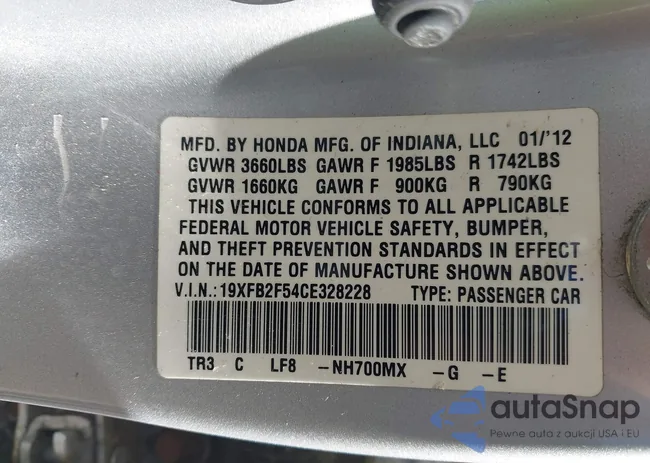 MFD. BY HONDA MFG. OF INDIANA, LLC 01/'12
GVWR 3660LBS GAWR F 1985LBS R 1742LBS
GVWR 1660KG GAWR F 900KG R 790KG
THIS VEHICLE CONFORMS TO ALL APPLICABLE
FEDERAL MOTOR VEHICLE SAFETY, BUMPER,
AND THEFT PREVENTION STANDARDS IN EFFECT
ON THE DATE OF MANUFACTURE SHOWN ABOVE.
V.I.N.:19XFB2F54CE328228 TYPE: PASSENGER CAR
TR3 C LF8 -NH700MX -G -E
autaSnap
Pewne auta z aukcji USA i EU